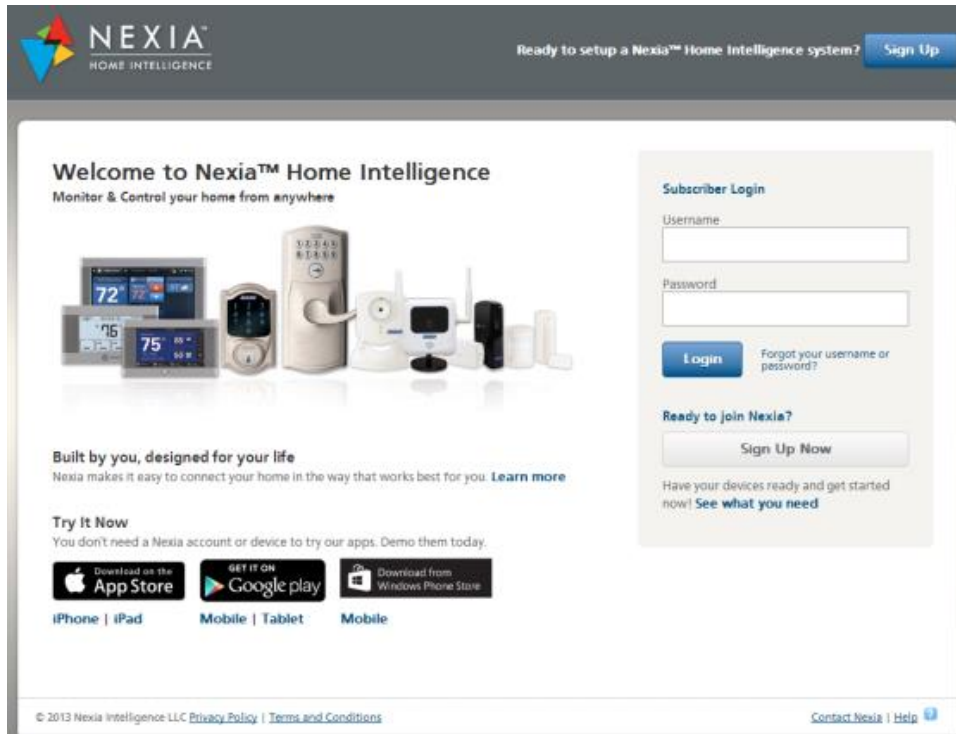 NEXIA™
HOME INTELLIGENCE
Ready to setup a Nexia™ Home Intelligence system?
Sign Up
Welcome to Nexia™ Home Intelligence
Monitor & Control your home from anywhere
72°
72
76
75°
Subscriber Login
Username
Password
Login
Forgot your username or
password?
Ready to join Nexia?
Sign Up Now
Have your devices ready and get started
now! See what you need
Built by you, designed for your life
Nexia makes it easy to connect your home in the way that works best for you. Learn more
Try It Now
You don't need a Nexia account or device to try our apps. Demo them today.
Download on the
App Store
GET IT ON
Google play
Download from
Windows Phone Store
iPhone | iPad
Mobile | Tablet
Mobile
© 2013 Nexia Intelligence LLC Privacy Policy | Terms and Conditions
Contact Nexia | Help ?